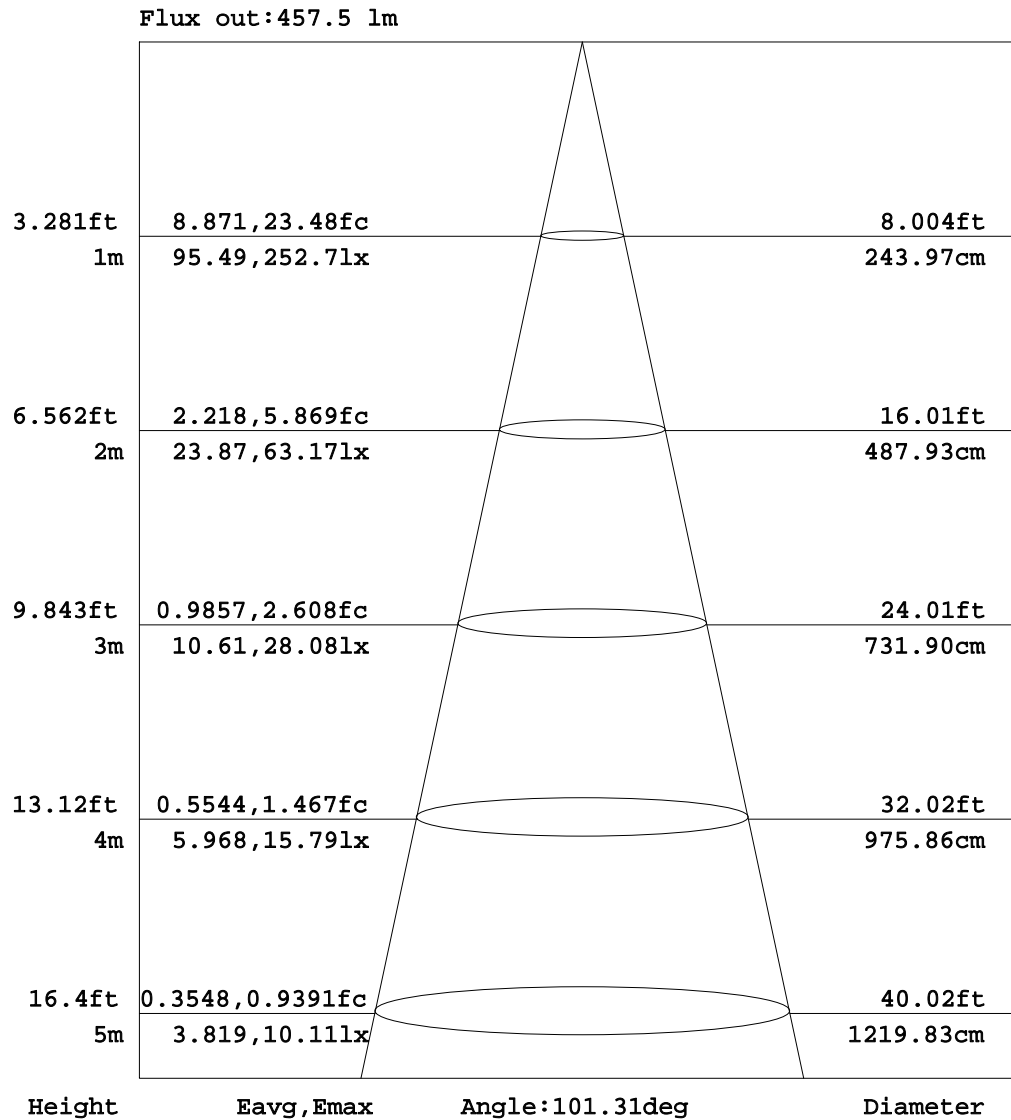 Flux out:457.5 lm
3.281ft 8.871,23.48fc 8.004ft
1m 95.49,252.7lx 243.97cm
6.562ft 2.218,5.869fc 16.01ft
2m 23.87,63.17lx 487.93cm
9.843ft 0.9857,2.608fc 24.01ft
3m 10.61,28.08lx 731.90cm
13.12ft 0.5544,1.467fc 32.02ft
4m 5.968,15.79lx 975.86cm
16.4ft 0.3548,0.9391fc 40.02ft
5m 3.819,10.11lx 1219.83cm
Height Eavg,Emax Angle:101.31deg Diameter